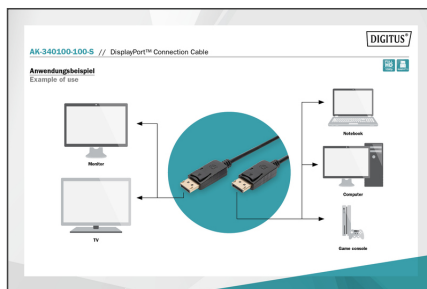 DIGITUS®
AK-340100-100-S // DisplayPort™ Connection Cable
Anwendungsbeispiel
Example of use
Monitor
TV
Notebook
Computer
Game console